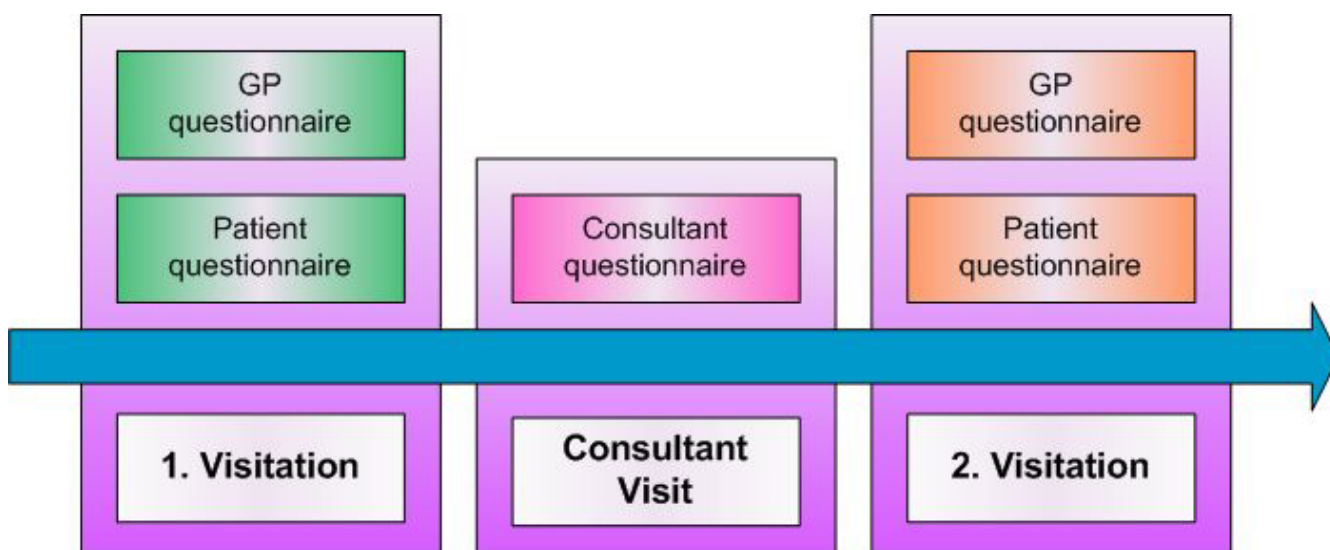 GP
questionnaire
Patient
questionnaire
1. Visitation
Consultant
questionnaire
Consultant
Visit
GP
questionnaire
Patient
questionnaire
2. Visitation